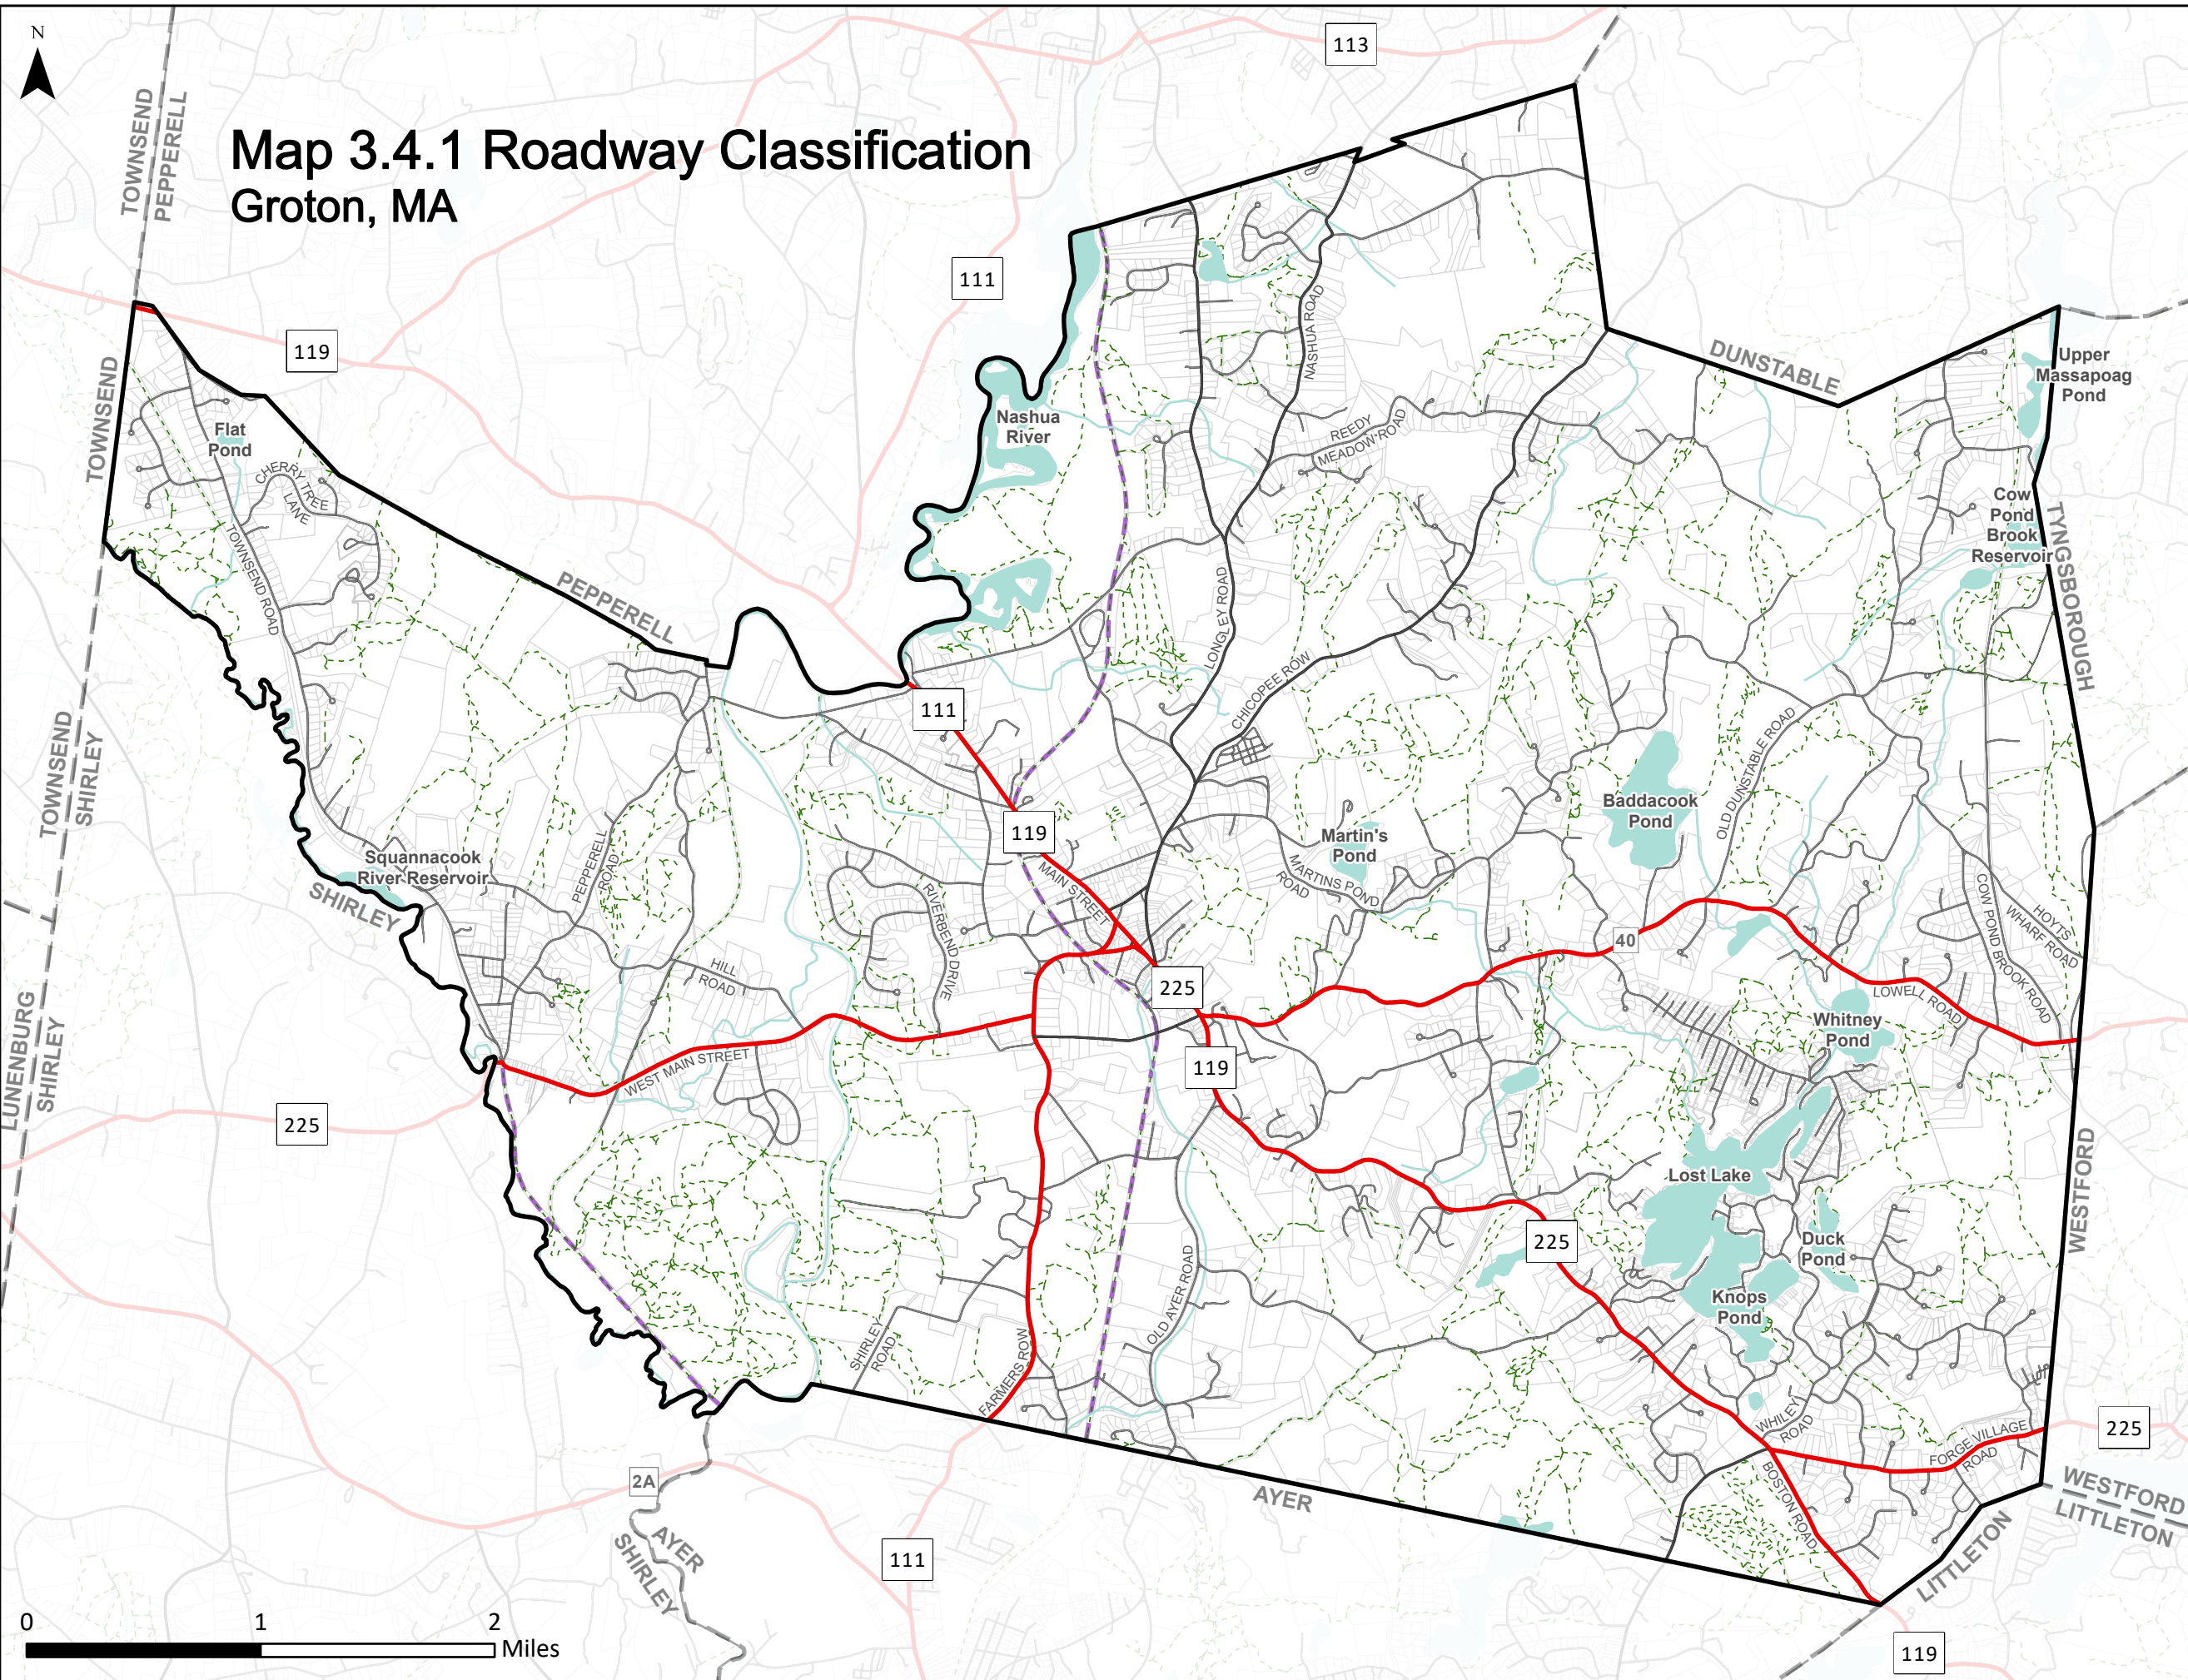 N
113
TOWNSEND
PEPPERELL
Map 3.4.1 Roadway Classification
Groton, MA
111
119
NASHUA ROAD
DUNSTABLE
Upper
Massapoag
Pond
TOWNSEND
Flat
Pond
Nashua
River
REEDY
MEADOW ROAD
CHERRY TREE
LANE
Cow
Pond
Brook
Reservoir
TYNGSBOROUGH
TOWNSEND ROAD
PEPPERELL
LONGLEY ROAD
CHICOPEE ROW
111
TOWNSEND
SHIRLEY
OLD DUNSTABLE ROAD
Baddacook
Pond
119
Martin's
Pond
Squannacook
River Reservoir
PEPPERELL
ROAD
MAIN STREET
MARTINS POND
ROAD
RIVERBEND DRIVE
SHIRLEY
COW POND BROOK ROAD
HOYTS
WHARF ROAD
40
HILL
ROAD
225
LOWELL ROAD
LUNENBURG
SHIRLEY
Whitney
Pond
WEST MAIN STREET
119
225
WESTFORD
Lost Lake
225
Duck
Pond
OLD AYER ROAD
Knops
Pond
SHIRLEY
ROAD
FARMERS ROW
WHILEY
ROAD
FORGE VILLAGE
ROAD
225
2A
BOSTON ROAD
AYER
WESTFORD
LITTLETON
AYER
SHIRLEY
111
LITTLETON
0 1 2
Miles
119